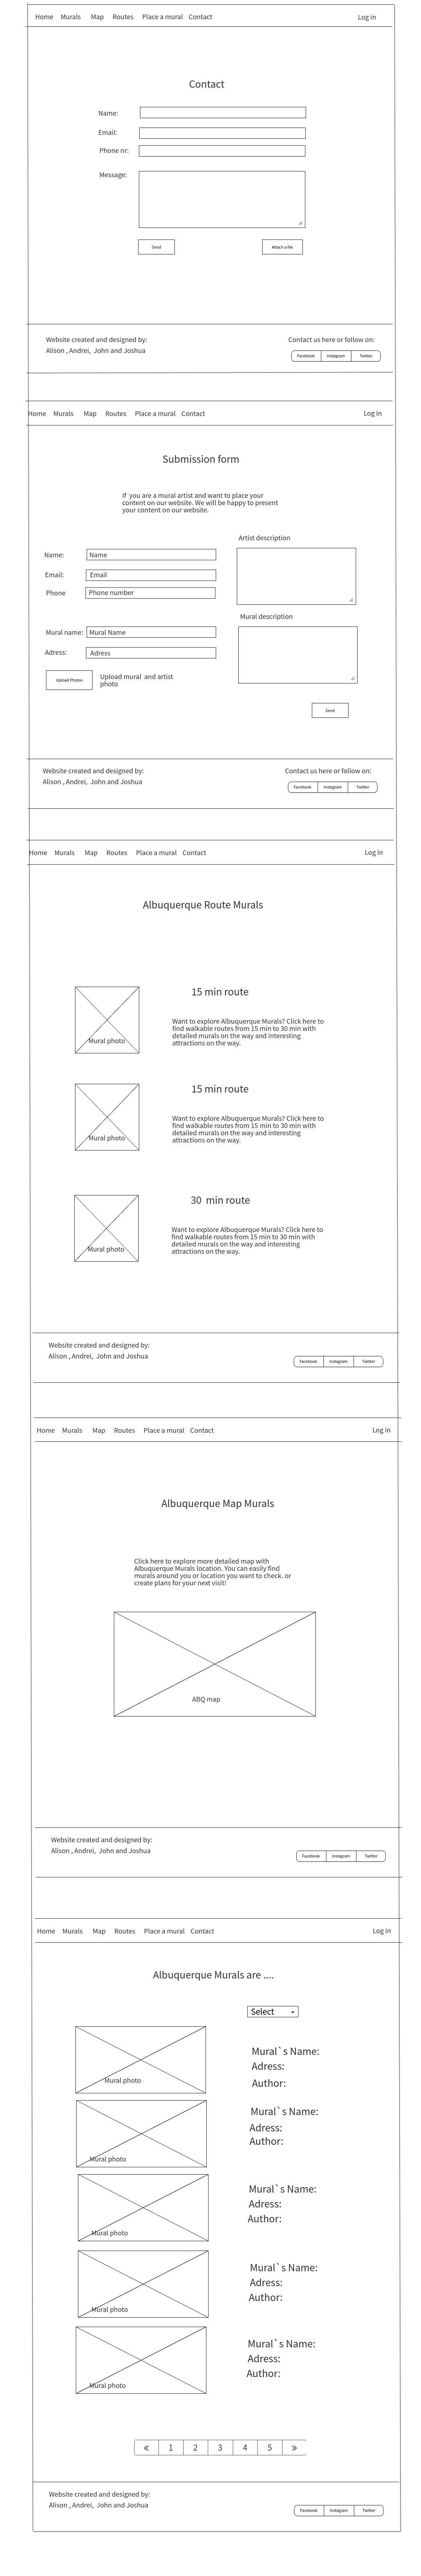 Home Murals Map Routes Place a mural Contact Log in
Contact
Name:
Email:
Phone nr:
Message:
Send Attach a file
Website created and designed by: Contact us here or follow on:
Alison , Andrei, John and Joshua
Facebook Instagram Twitter
Home Murals Map Routes Place a mural Contact Log in
Submission form
If you are a mural artist and want to place your
content on our website. We will be happy to present
your content on our website.
Artist description
Name: Name
Email: Email
Phone Phone number
Mural description
Mural name: Mural Name
Adress: Adress
Upload Photos Upload mural and artist
photo
Send
Website created and designed by: Contact us here or follow on:
Alison , Andrei, John and Joshua
Facebook Instagram Twitter
Home Murals Map Routes Place a mural Contact Log in
Albuquerque Route Murals
15 min route
Want to explore Albuquerque Murals? Click here to
find walkable routes from 15 min to 30 min with
detailed murals on the way and interesting
attractions on the way.
Mural photo
15 min route
Want to explore Albuquerque Murals? Click here to
find walkable routes from 15 min to 30 min with
detailed murals on the way and interesting
attractions on the way.
Mural photo
30 min route
Want to explore Albuquerque Murals? Click here to
find walkable routes from 15 min to 30 min with
detailed murals on the way and interesting
attractions on the way.
Mural photo
Website created and designed by:
Alison , Andrei, John and Joshua
Facebook Instagram Twitter
Home Murals Map Routes Place a mural Contact Log in
Albuquerque Map Murals
Click here to explore more detailed map with
Albuquerque Murals location. You can easily find
murals around you or location you want to check. or
create plans for your next visit!
ABQ map
Website created and designed by:
Alison , Andrei, John and Joshua
Facebook Instagram Twitter
Home Murals Map Routes Place a mural Contact Log in
Albuquerque Murals are ....
Select
Mural`s Name:
Adress:
Author:
Mural photo
Mural`s Name:
Adress:
Author:
Mural photo
Mural`s Name:
Adress:
Author:
Mural photo
Mural`s Name:
Adress:
Author:
Mural photo
Mural`s Name:
Adress:
Author:
Mural photo
« 1 2 3 4 5 »
Website created and designed by:
Alison , Andrei, John and Joshua
Facebook Instagram Twitter